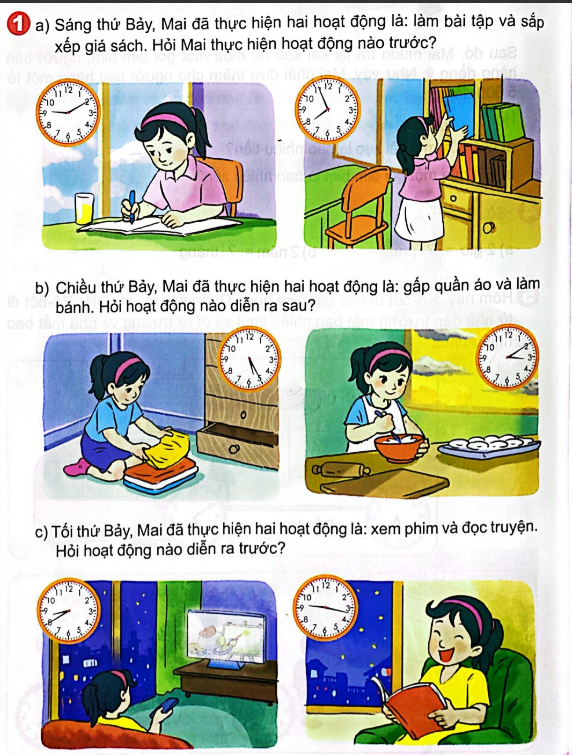 1 a) Sáng thứ Bảy, Mai đã thực hiện hai hoạt động là: làm bài tập và sắp
xếp giá sách. Hỏi Mai thực hiện hoạt động nào trước?
b) Chiều thứ Bảy, Mai đã thực hiện hai hoạt động là: gấp quần áo và làm
bánh. Hỏi hoạt động nào diễn ra sau?
c) Tối thứ Bảy, Mai đã thực hiện hai hoạt động là: xem phim và đọc truyện.
Hỏi hoạt động nào diễn ra trước?